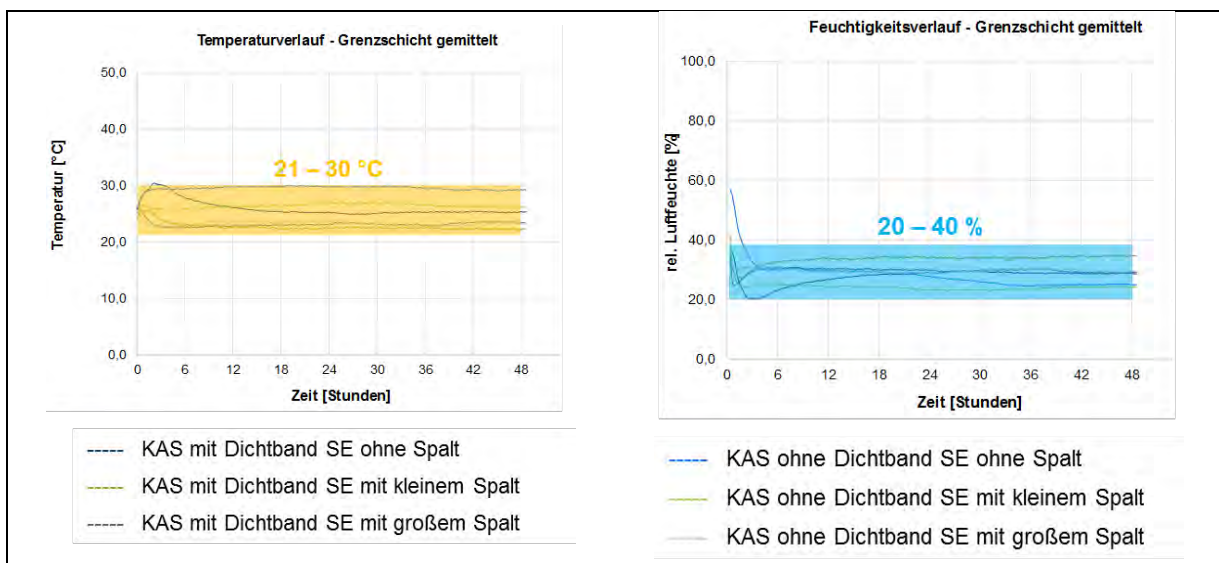 Temperaturverlauf - Grenzschicht gemittelt
50,0
40,0
30,0
20,0
10,0
0,0
Temperatur [°C]
21 – 30 °C
0 6 12 18 24 30 36 42 48
Zeit [Stunden]
KAS mit Dichtband SE ohne Spalt
KAS mit Dichtband SE mit kleinem Spalt
KAS mit Dichtband SE mit großem Spalt
Feuchtigkeitsverlauf - Grenzschicht gemittelt
100,0
80,0
60,0
40,0
20,0
0,0
rel. Luftfeuchte [%]
20 – 40 %
0 6 12 18 24 30 36 42 48
Zeit [Stunden]
KAS ohne Dichtband SE ohne Spalt
KAS ohne Dichtband SE mit kleinem Spalt
KAS ohne Dichtband SE mit großem Spalt